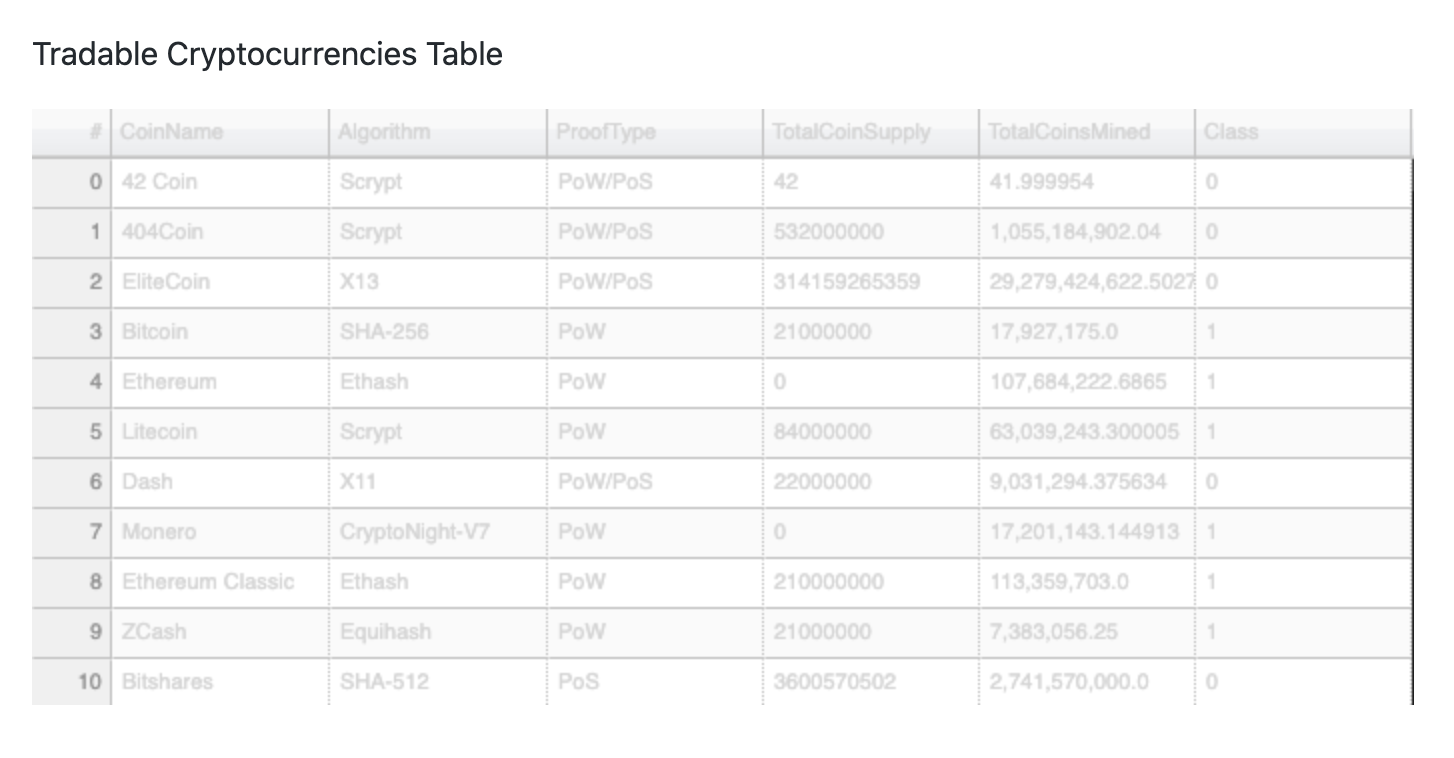 Tradable Cryptocurrencies Table
# CoinName Algorithm ProofType TotalCoinSupply TotalCoinsMined Class
0 42 Coin Scrypt PoW/PoS 42 41.999954 0
1 404Coin Scrypt PoW/PoS 532000000 1,055,184,902.04 0
2 EliteCoin X13 PoW/PoS 314159265359 29,279,424,622.5027 0
3 Bitcoin SHA-256 PoW 21000000 17,927,175.0 1
4 Ethereum Ethash PoW 0 107,684,222.6865 1
5 Litecoin Scrypt PoW 84000000 63,039,243.300005 1
6 Dash X11 PoW/PoS 22000000 9,031,294.375634 0
7 Monero CryptoNight-V7 PoW 0 17,201,143.144913 1
8 Ethereum Classic Ethash PoW 210000000 113,359,703.0 1
9 ZCash Equihash PoW 21000000 7,383,056.25 1
10 Bitshares SHA-512 PoS 3600570502 2,741,570,000.0 0